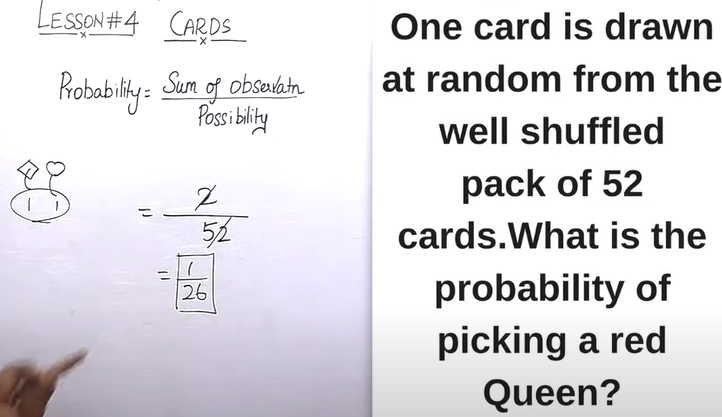 LESSON#4 CARDS
Probability = Sum of observatn
Possibility
1 1
= 2
52
= 1
26
One card is drawn
at random from the
well shuffled
pack of 52
cards.What is the
probability of
picking a red
Queen?